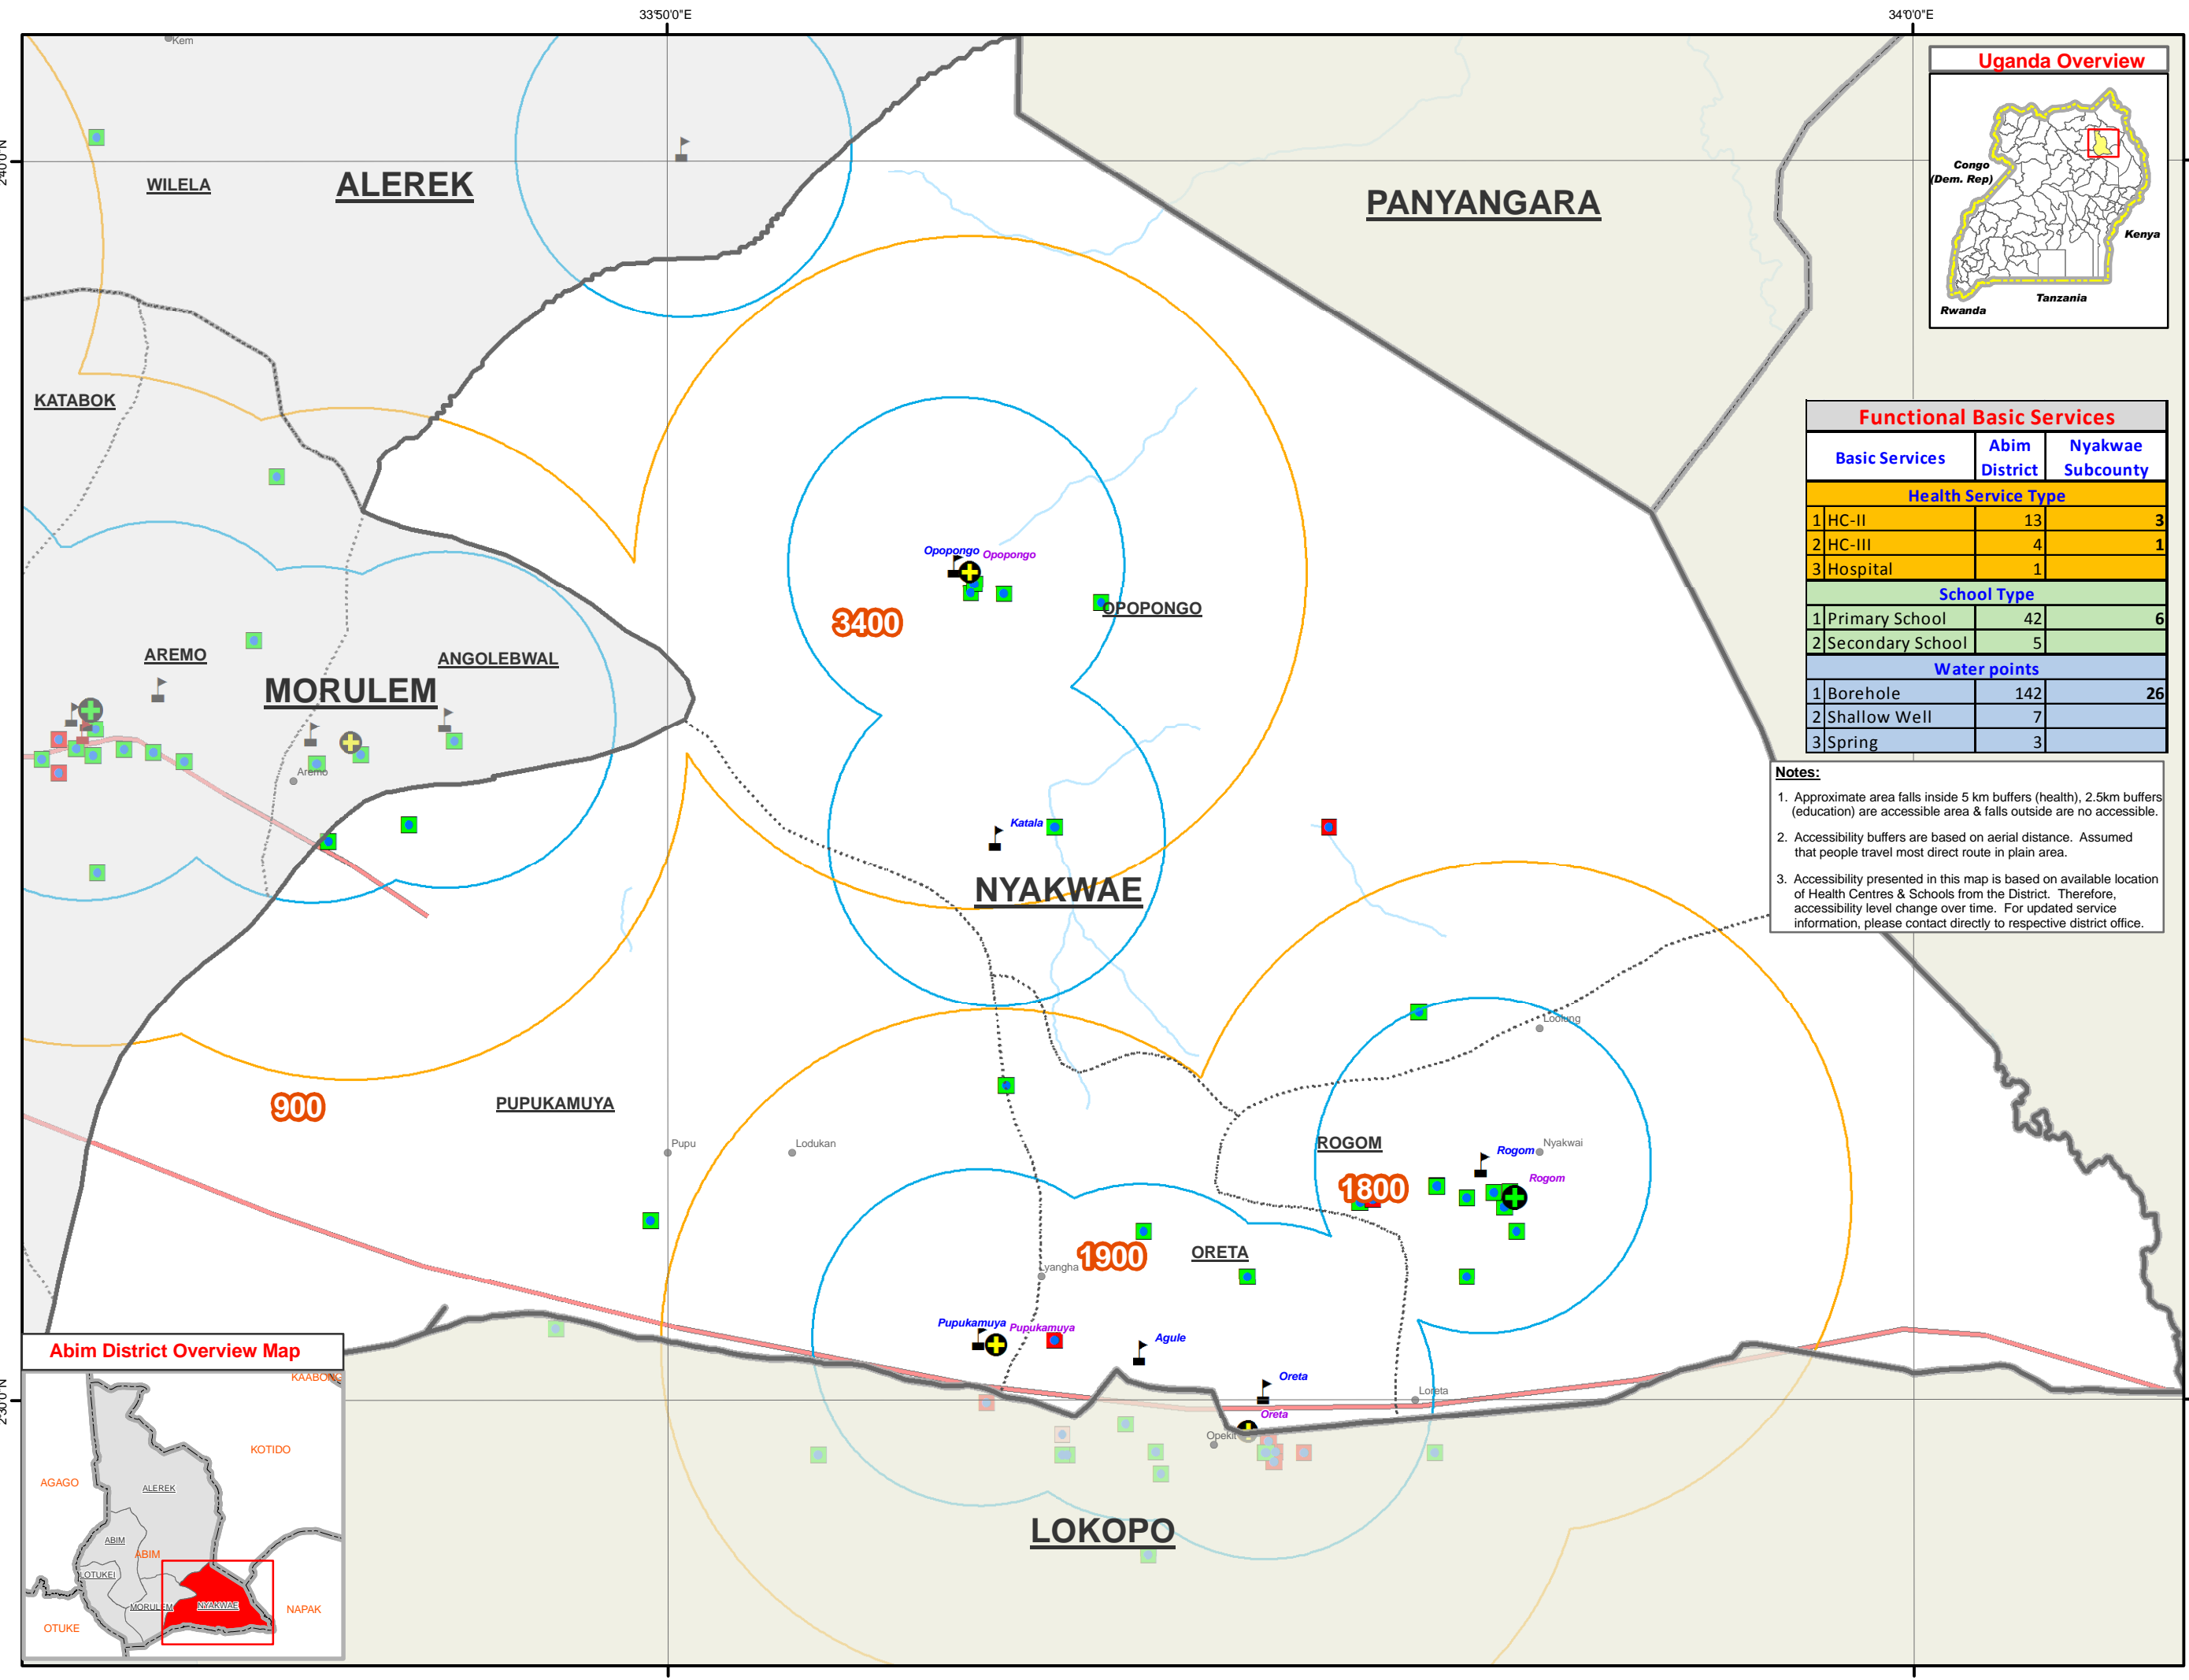 33°50'0"E
34°0'0"E
Kem
2°40'0"N
WILELA
ALEREK
PANYANGARA
Uganda Overview
Congo
(Dem. Rep)
Kenya
Tanzania
Rwanda
KATABOK
Functional Basic Services
Basic Services Abim District Nyakwae Subcounty
Health Service Type
1 HC-II 13 3
2 HC-III 4 1
3 Hospital 1
School Type
1 Primary School 42 6
2 Secondary School 5
Water points
1 Borehole 142 26
2 Shallow Well 7
3 Spring 3
Opopongo Opopongo
OPOPONGO
3400
AREMO
ANGOLEBWAL
MORULEM
Aremo
Notes:
1. Approximate area falls inside 5 km buffers (health), 2.5km buffers
(education) are accessible area & falls outside are no accessible.
2. Accessibility buffers are based on aerial distance. Assumed
that people travel most direct route in plain area.
3. Accessibility presented in this map is based on available location
of Health Centres & Schools from the District. Therefore,
accessibility level change over time. For updated service
information, please contact directly to respective district office.
Katala
NYAKWAE
Loolung
900
PUPUKAMUYA
Pupu
Lodukan
ROGOM
Rogom
Nyakwai
Rogom
1800
1900
ORETA
Lyangha
Pupukamuya Pupukamuya
Agule
Oreta
Loreta
Oreta
Opekit
2°30'0"N
LOKOPO
Abim District Overview Map
KAABONG
KOTIDO
AGAGO
ALEREK
ABIM
ABIM
LOTUKEI
MORULEM
NYAKWAE
NAPAK
OTUKE